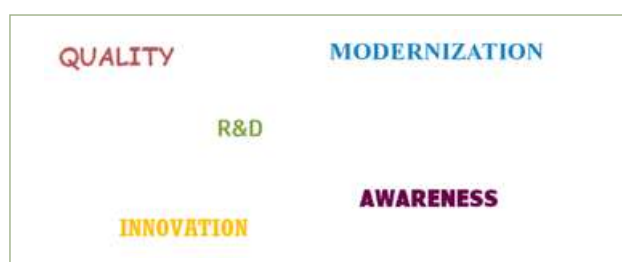 QUALITY
MODERNIZATION
R&D
AWARENESS
INNOVATION